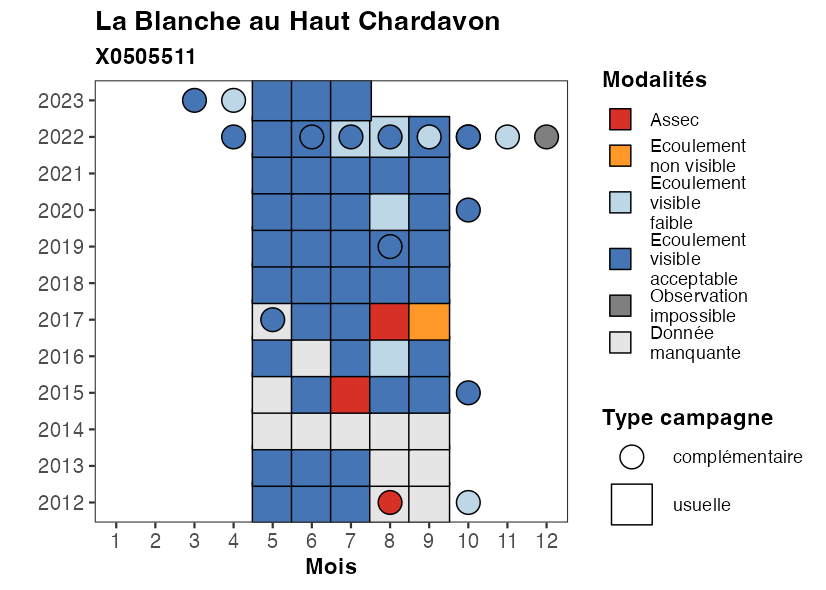 La Blanche au Haut Chardavon
X0505511
2023
2022
2021
2020
2019
2018
2017
2016
2015
2014
2013
2012
1 2 3 4 5 6 7 8 9 10 11 12
Mois
Modalités
Assec
Ecoulement
non visible
Ecoulement
visible
faible
Ecoulement
visible
acceptable
Observation
impossible
Donnée
manquante
Type campagne
complémentaire
usuelle